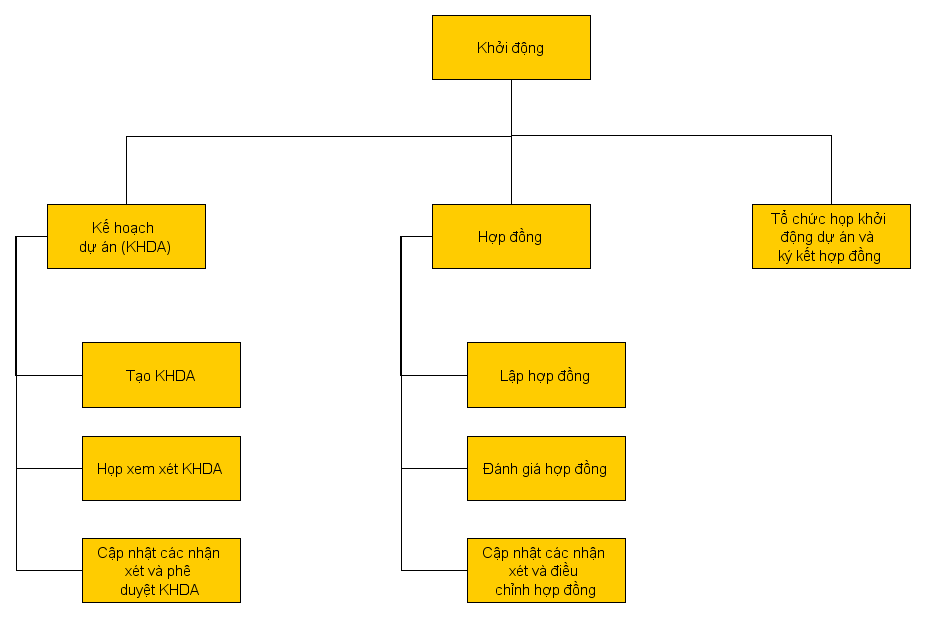 Khởi động
Kế hoạch
dự án (KHDA)
Hợp đồng
Tổ chức họp khởi
động dự án và
ký kết hợp đồng
Tạo KHDA
Lập hợp đồng
Họp xem xét KHDA
Đánh giá hợp đồng
Cập nhật các nhận
xét và phê
duyệt KHDA
Cập nhật các nhận
xét và điều
chỉnh hợp đồng